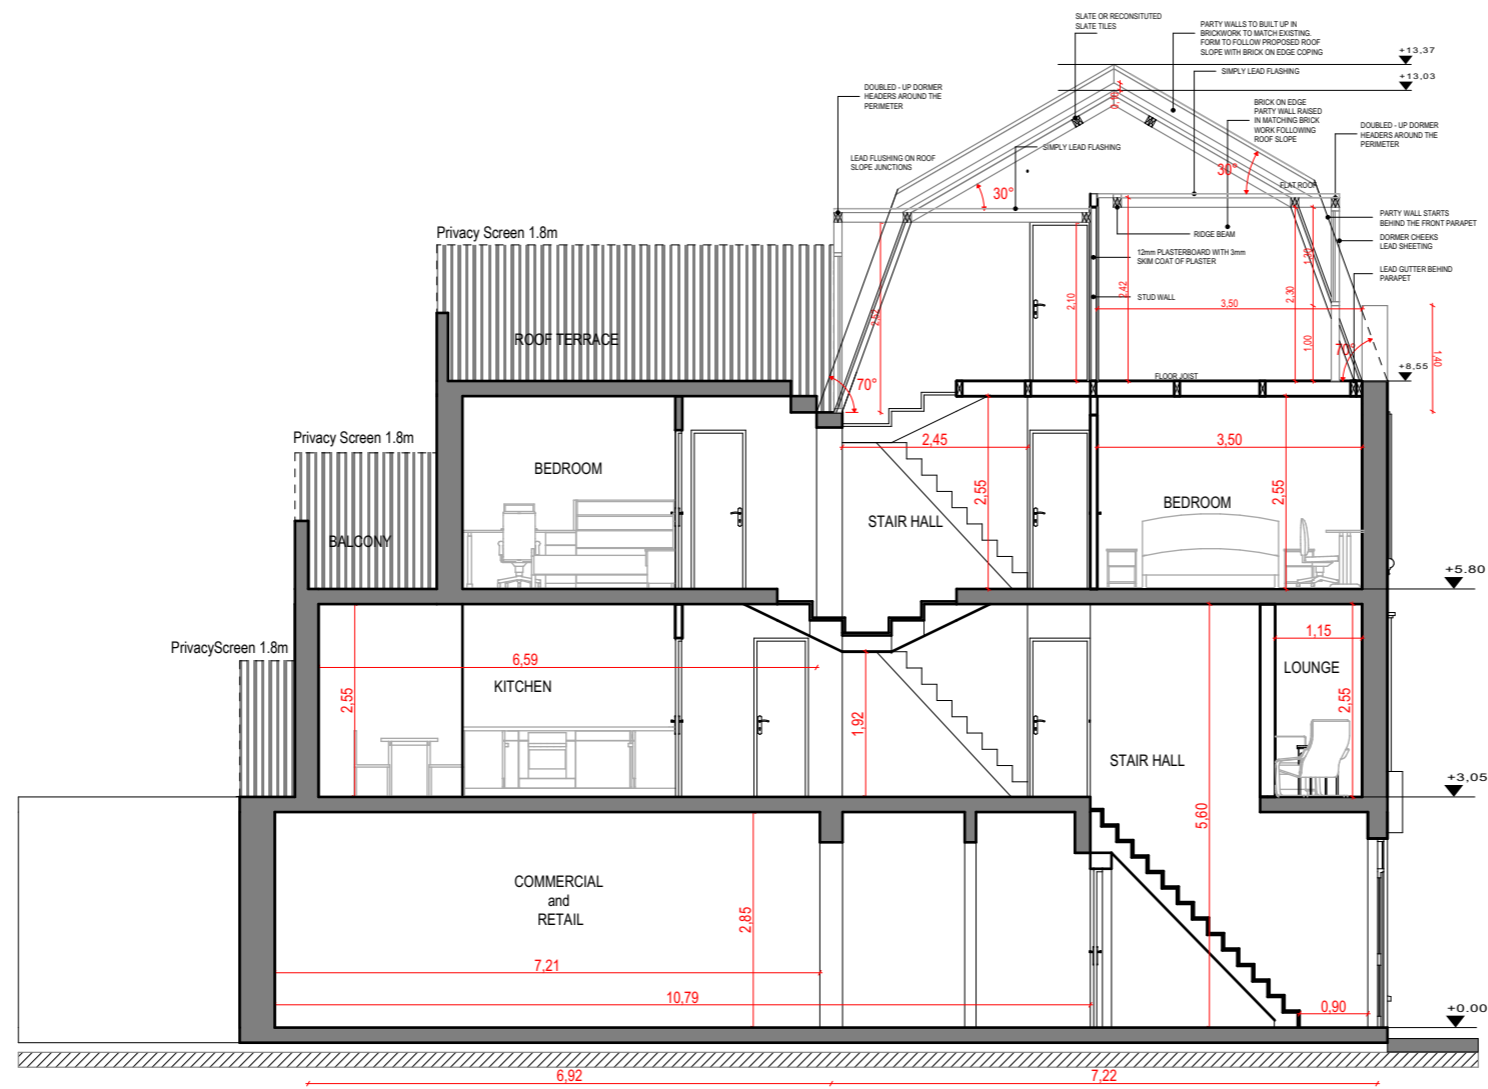 SLATE OR RECONSITUTED
SLATE TILES
PARTY WALLS TO BUILT UP IN
BRICKWORK TO MATCH EXISTING.
FORM TO FOLLOW PROPOSED ROOF
SLOPE WITH BRICK ON EDGE COPING
+13,37
+13,03
SIMPLY LEAD FLASHING
DOUBLED - UP DORMER
HEADERS AROUND THE
PERIMETER
BRICK ON EDGE
PARTY WALL RAISED
IN MATCHING BRICK
WORK FOLLOWING
ROOF SLOPE
DOUBLED - UP DORMER
HEADERS AROUND THE
PERIMETER
SIMPLY LEAD FLASHING
LEAD FLUSHING ON ROOF
SLOPE JUNCTIONS
30°
30°
FLAT ROOF
PARTY WALL STARTS
BEHIND THE FRONT PARAPET
DORMER CHEEKS
LEAD SHEETING
LEAD GUTTER BEHIND
PARAPET
RIDGE BEAM
12mm PLASTERBOARD WITH 3mm
SKIM COAT OF PLASTER
STUD WALL
Privacy Screen 1.8m
ROOF TERRACE
2,52
2,10
2,42
3,50
2,30
1,30
1,00
1,40
70°
70°
FLOOR JOIST
+8,55
Privacy Screen 1.8m
BALCONY
BEDROOM
2,45
3,50
STAIR HALL
2,55
BEDROOM
2,55
+5.80
PrivacyScreen 1.8m
2,55
6,59
KITCHEN
1,92
STAIR HALL
5,60
1,15
LOUNGE
2,55
+3,05
COMMERCIAL
and
RETAIL
2,85
7,21
10,79
0,90
+0.00
6,92
7,22